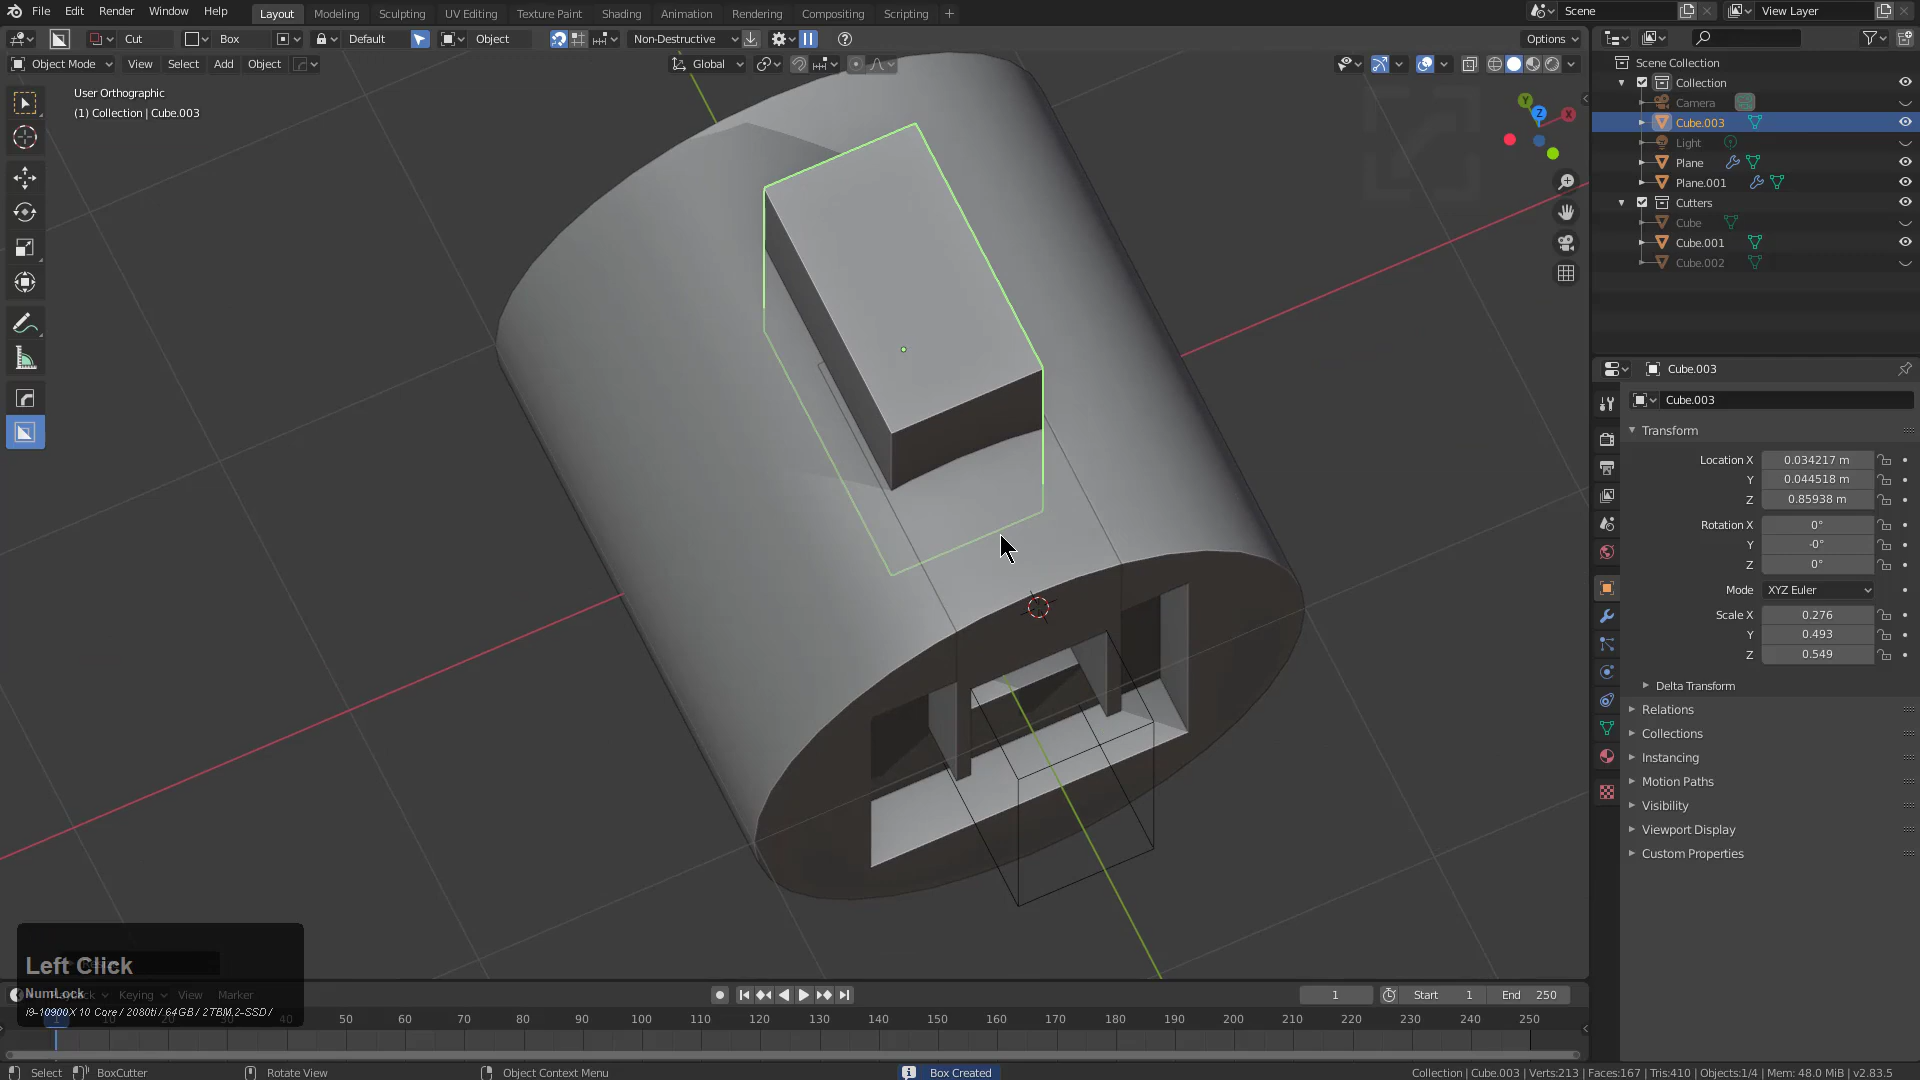 File Edit Render Window Help Layout Modeling Sculpting UV Editing Texture Paint Shading Animation Rendering Compositing Scripting + Scene View Layer
Cut Box Default Object Non-Destructive Options
Object Mode View Select Add Object Global
User Orthographic
(1) Collection | Cube.003
Y
Z
X
Scene Collection
Collection
Camera
Cube.003
Light
Plane
Plane.001
Cutters
Cube
Cube.001
Cube.002
Cube.003
Cube.003
Transform
Location X 0.034217 m
Y 0.044518 m
Z 0.85938 m
Rotation X 0°
Y -0°
Z 0°
Mode XYZ Euler
Scale X 0.276
Y 0.493
Z 0.549
Delta Transform
Relations
Collections
Instancing
Motion Paths
Visibility
Viewport Display
Custom Properties
Left Click
NumLock
Keying View Marker 1 Start 1 End 250
i9-10900X 10 Core / 2080ti / 64GB / 2TBM.2-SSD /
1 40 50 60 70 80 90 100 110 120 130 140 150 160 170 180 190 200 210 220 230 240 250
Select BoxCutter Rotate View Object Context Menu Box Created Collection | Cube.003 | Verts:213 | Faces:167 | Tris:410 | Objects:1/4 | Mem: 48.0 MiB | v2.83.5